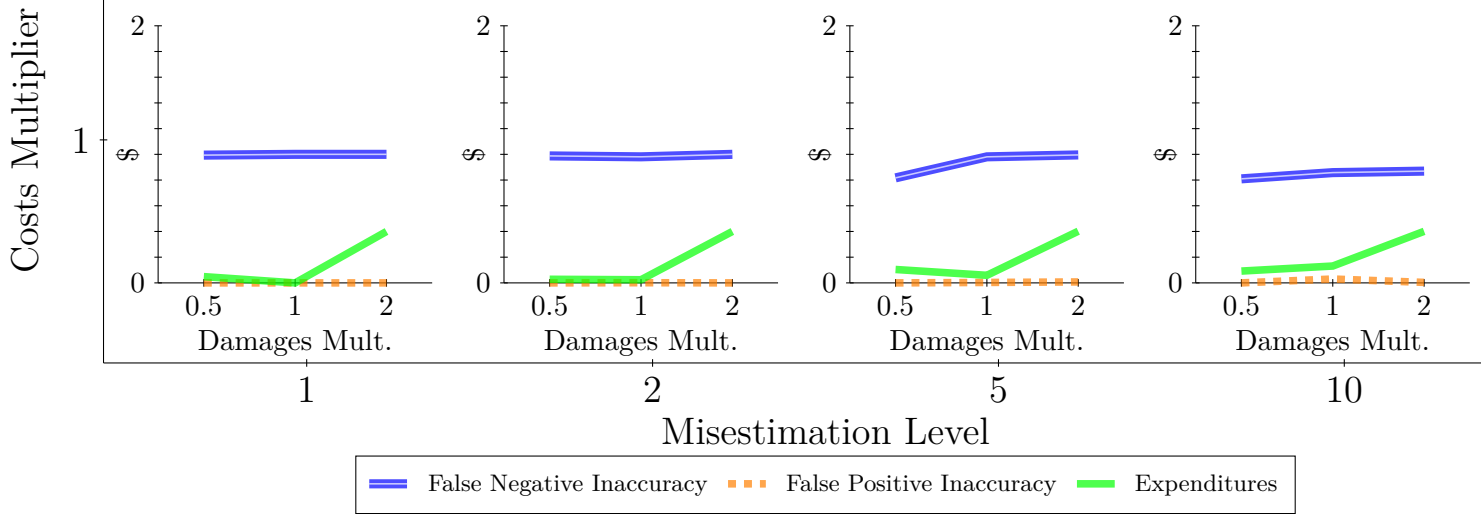 Costs Multiplier
1
2
$
0
0.5 1 2
Damages Mult.
2
$
0
0.5 1 2
Damages Mult.
2
$
0
0.5 1 2
Damages Mult.
2
$
0
0.5 1 2
Damages Mult.
1 2 5 10
Misestimation Level
False Negative Inaccuracy False Positive Inaccuracy Expenditures